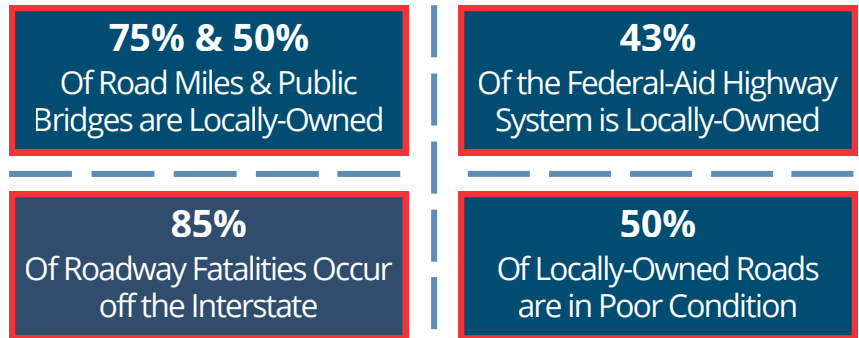 75% & 50%
Of Road Miles & Public
Bridges are Locally-Owned
43%
Of the Federal-Aid Highway
System is Locally-Owned
85%
Of Roadway Fatalities Occur
off the Interstate
50%
Of Locally-Owned Roads
are in Poor Condition